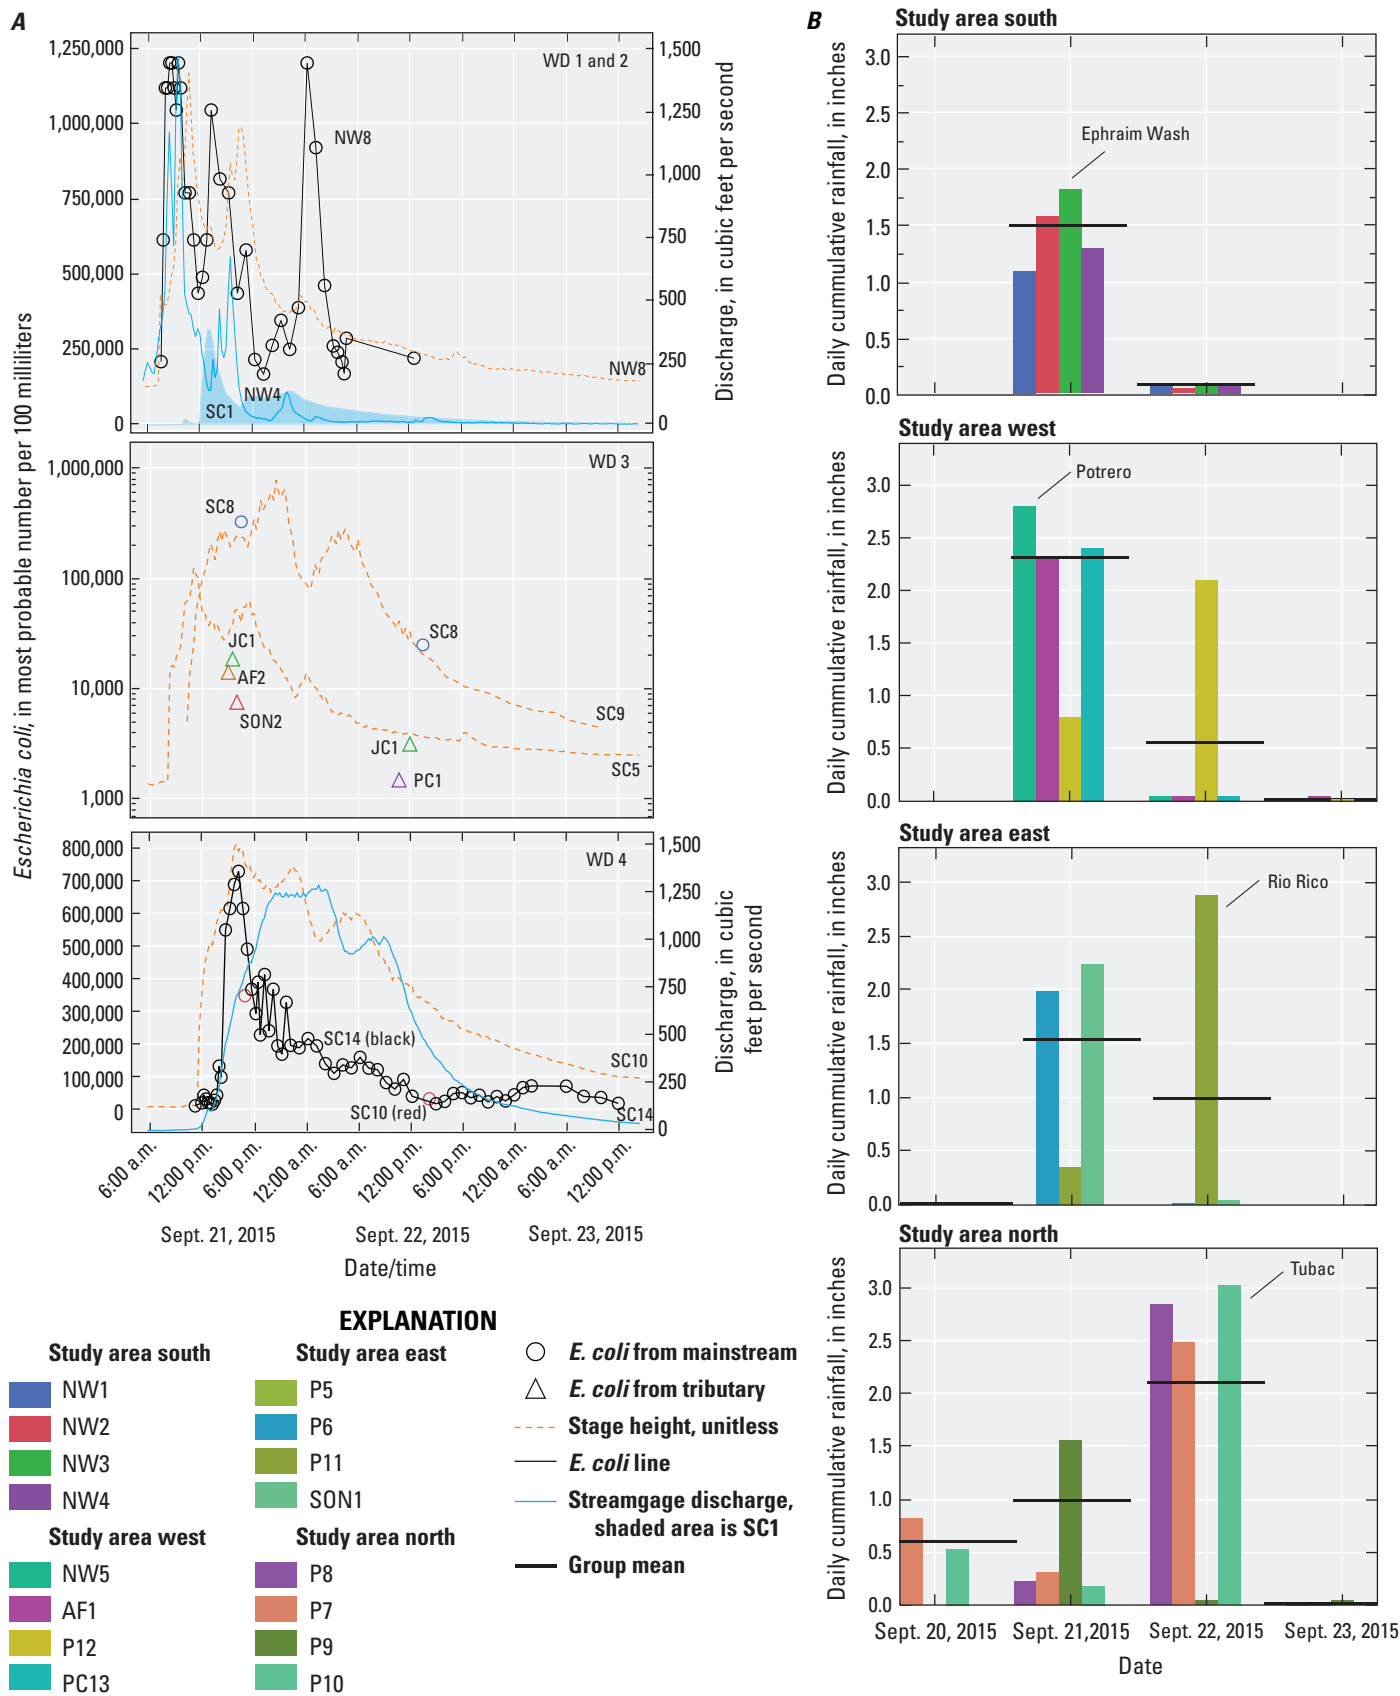 A
1,250,000
1,000,000
750,000
500,000
250,000
0
1,500
1,250
1,000
750
500
250
0
WD 1 and 2
NW8
NW8
NW4
SC1
Discharge, in cubic feet per second
Escherichia coli, in most probable number per 100 milliliters
1,000,000
100,000
10,000
1,000
WD 3
SC8
SC8
JC1
AF2
SON2
JC1
PC1
SC9
SC5
800,000
700,000
600,000
500,000
400,000
300,000
200,000
100,000
0
1,500
1,250
1,000
750
500
250
0
WD 4
SC14 (black)
SC10 (red)
SC10
SC14
Discharge, in cubic
feet per second
6:00 a.m.
12:00 p.m.
6:00 p.m.
12:00 a.m.
6:00 a.m.
12:00 p.m.
6:00 p.m.
12:00 a.m.
6:00 a.m.
12:00 p.m.
Sept. 21, 2015
Sept. 22, 2015
Sept. 23, 2015
Date/time
B
Study area south
3.0
2.5
2.0
1.5
1.0
0.5
0.0
Daily cummulative rainfall, in inches
Ephraim Wash
Study area west
3.0
2.5
2.0
1.5
1.0
0.5
0.0
Daily cummulative rainfall, in inches
Potrero
Study area east
3.0
2.5
2.0
1.5
1.0
0.5
0.0
Daily cummulative rainfall, in inches
Rio Rico
Study area north
3.0
2.5
2.0
1.5
1.0
0.5
0.0
Daily cummulative rainfall, in inches
Tubac
Sept. 20, 2015
Sept. 21,2015
Sept. 22, 2015
Sept. 23, 2015
Date
EXPLANATION
Study area south
NW1
NW2
NW3
NW4
Study area west
NW5
AF1
P12
PC13
Study area east
P5
P6
P11
SON1
Study area north
P8
P7
P9
P10
E. coli from mainstream
E. coli from tributary
Stage height, unitless
E. coli line
Streamgage discharge,
shaded area is SC1
Group mean